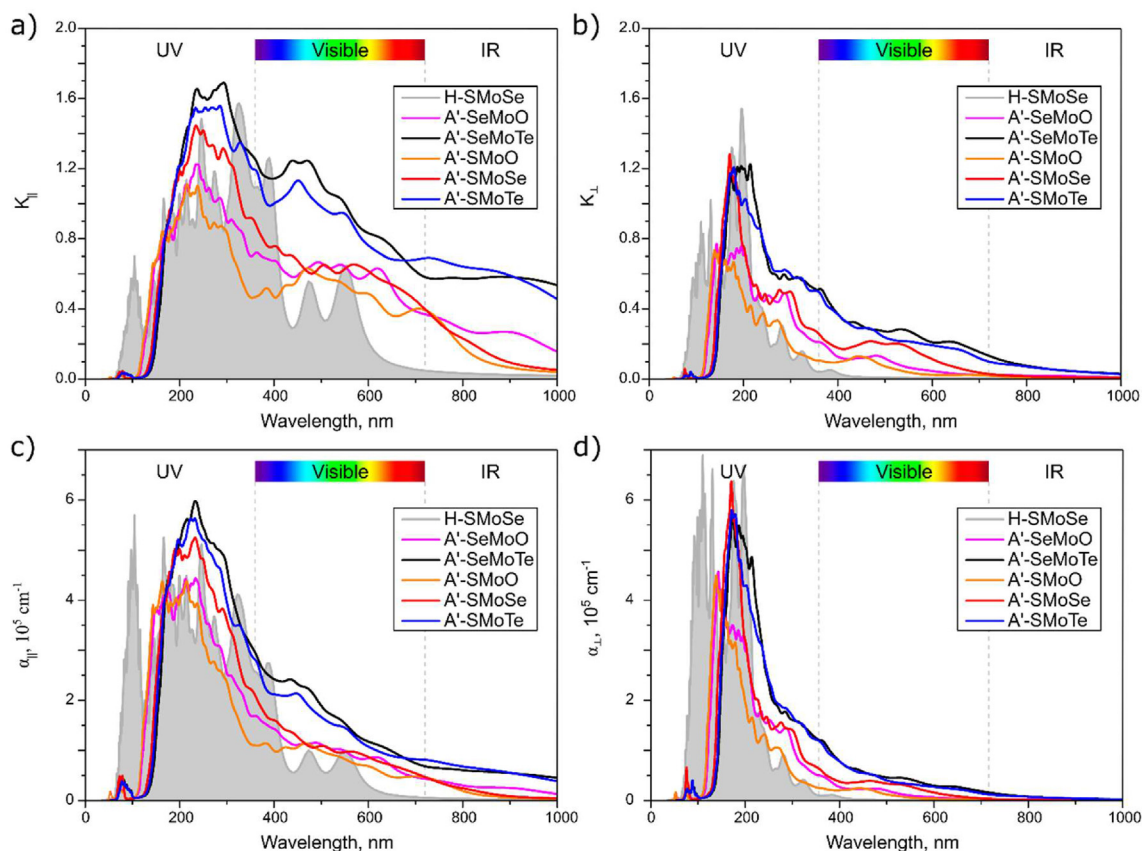 a)
K∥
2.0
1.6
1.2
0.8
0.4
0.0
UV
Visible
IR
H-SMoSe
A'-SeMoO
A'-SeMoTe
A'-SMoO
A'-SMoSe
A'-SMoTe
0 200 400 600 800 1000
Wavelength, nm
b)
K⊥
2.0
1.6
1.2
0.8
0.4
0.0
UV
Visible
IR
H-SMoSe
A'-SeMoO
A'-SeMoTe
A'-SMoO
A'-SMoSe
A'-SMoTe
0 200 400 600 800 1000
Wavelength, nm
c)
α∥, 10⁵ cm⁻¹
6
4
2
0
UV
Visible
IR
H-SMoSe
A'-SeMoO
A'-SeMoTe
A'-SMoO
A'-SMoSe
A'-SMoTe
0 200 400 600 800 1000
Wavelength, nm
d)
α⊥, 10⁵ cm⁻¹
6
4
2
0
UV
Visible
IR
H-SMoSe
A'-SeMoO
A'-SeMoTe
A'-SMoO
A'-SMoSe
A'-SMoTe
0 200 400 600 800 1000
Wavelength, nm